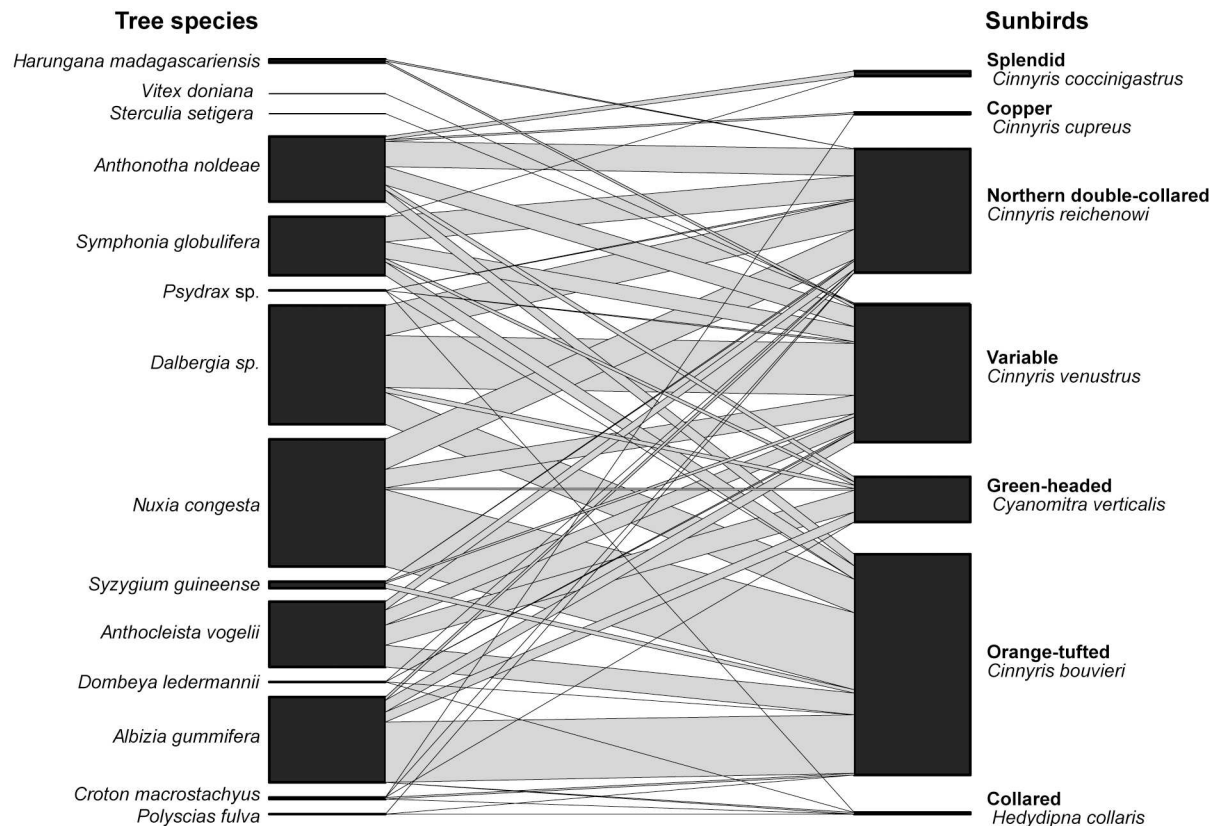 Tree species
Harungana madagascariensis
Vitex doniana
Sterculia setigera
Anthonotha noldeae
Symphonia globulifera
Psydrax sp.
Dalbergia sp.
Nuxia congesta
Syzygium guineense
Anthocleista vogelii
Dombeya ledermannii
Albizia gummifera
Croton macrostachyus
Polyscias fulva
Sunbirds
Splendid
Cinnyris coccinigastrus
Copper
Cinnyris cupreus
Northern double-collared
Cinnyris reichenowi
Variable
Cinnyris venustrus
Green-headed
Cyanomitra verticalis
Orange-tufted
Cinnyris bouvieri
Collared
Hedydipna collaris